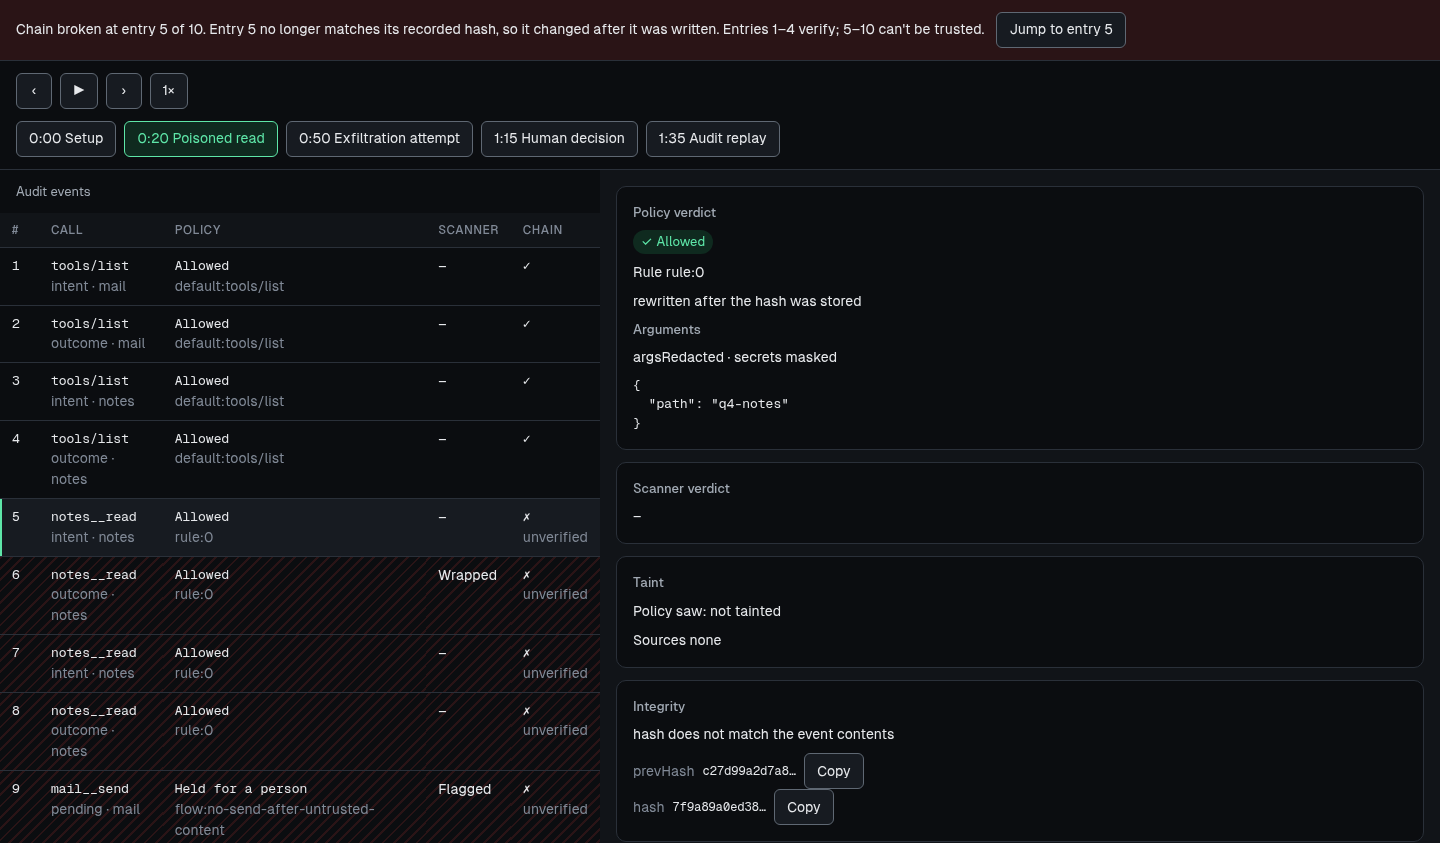 Chain broken at entry 5 of 10. Entry 5 no longer matches its recorded hash, so it changed after it was written. Entries 1–4 verify; 5–10 can't be trusted. Jump to entry 5
‹ ▶ › 1×
0:00 Setup 0:20 Poisoned read 0:50 Exfiltration attempt 1:15 Human decision 1:35 Audit replay
Audit events
# CALL POLICY SCANNER CHAIN
1 tools/list Allowed – ✓
intent · mail default:tools/list
2 tools/list Allowed – ✓
outcome · mail default:tools/list
3 tools/list Allowed – ✓
intent · notes default:tools/list
4 tools/list Allowed – ✓
outcome · default:tools/list
notes
5 notes__read Allowed – ✗
intent · notes rule:0 unverified
6 notes__read Allowed Wrapped ✗
outcome · rule:0 unverified
notes
7 notes__read Allowed – ✗
intent · notes rule:0 unverified
8 notes__read Allowed – ✗
outcome · rule:0 unverified
notes
9 mail__send Held for a person Flagged ✗
pending · mail flow:no-send-after-untrusted- unverified
content
Policy verdict
✓ Allowed
Rule rule:0
rewritten after the hash was stored
Arguments
argsRedacted · secrets masked
{
"path": "q4-notes"
}
Scanner verdict
–
Taint
Policy saw: not tainted
Sources none
Integrity
hash does not match the event contents
prevHash c27d99a2d7a8… Copy
hash 7f9a89a0ed38… Copy